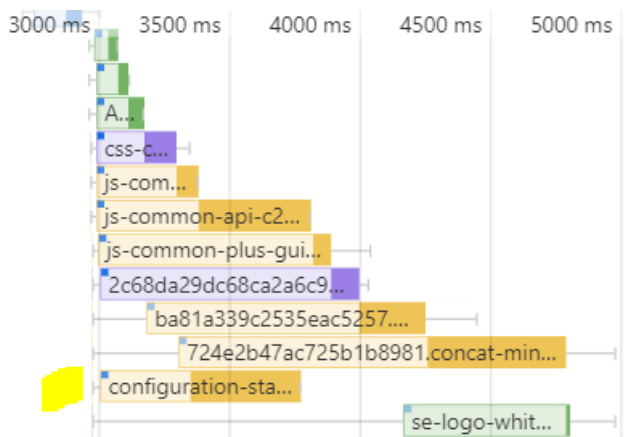 3000 ms 3500 ms 4000 ms 4500 ms 5000 ms
A...
css-c...
js-com...
js-common-api-c2...
js-common-plus-gui...
2c68da29dc68ca2a6c9...
ba81a339c2535eac5257....
724e2b47ac725b1b8981.concat-min...
configuration-sta...
se-logo-whit...